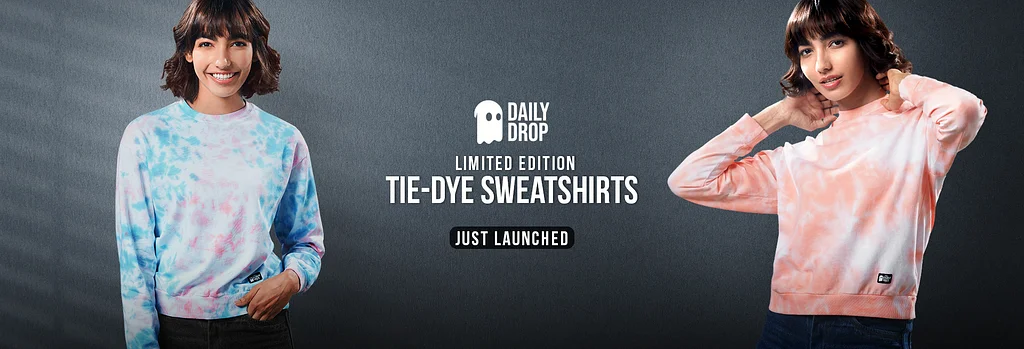 DAILY
DROP
LIMITED EDITION
TIE-DYE SWEATSHIRTS
JUST LAUNCHED